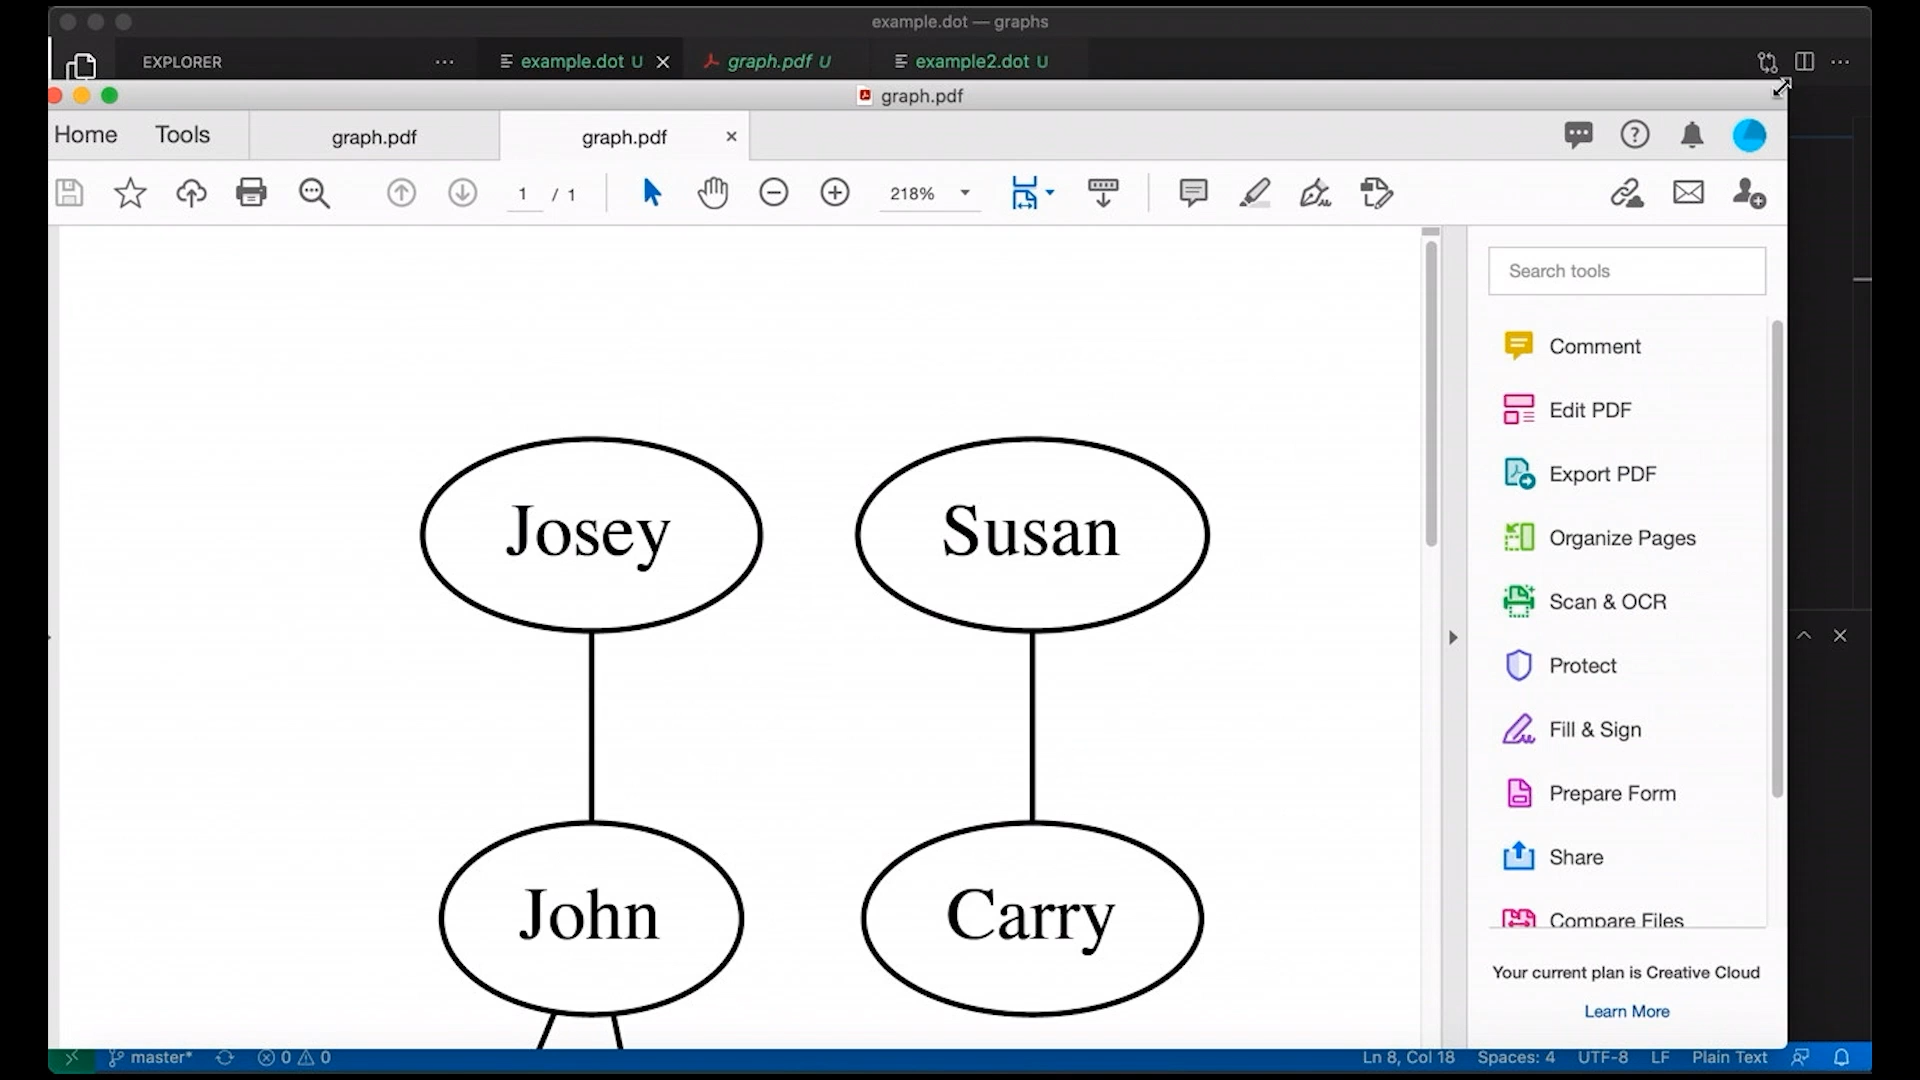 example.dot — graphs
EXPLORER
example.dot U
graph.pdf U
example2.dot U
graph.pdf
Home
Tools
graph.pdf
graph.pdf
1 / 1
218%
Search tools
Comment
Edit PDF
Export PDF
Organize Pages
Scan & OCR
Protect
Fill & Sign
Prepare Form
Share
Compare Files
Your current plan is Creative Cloud
Learn More
Josey
Susan
John
Carry
master*
0
0
Ln 8, Col 18
Spaces: 4
UTF-8
LF
Plain Text